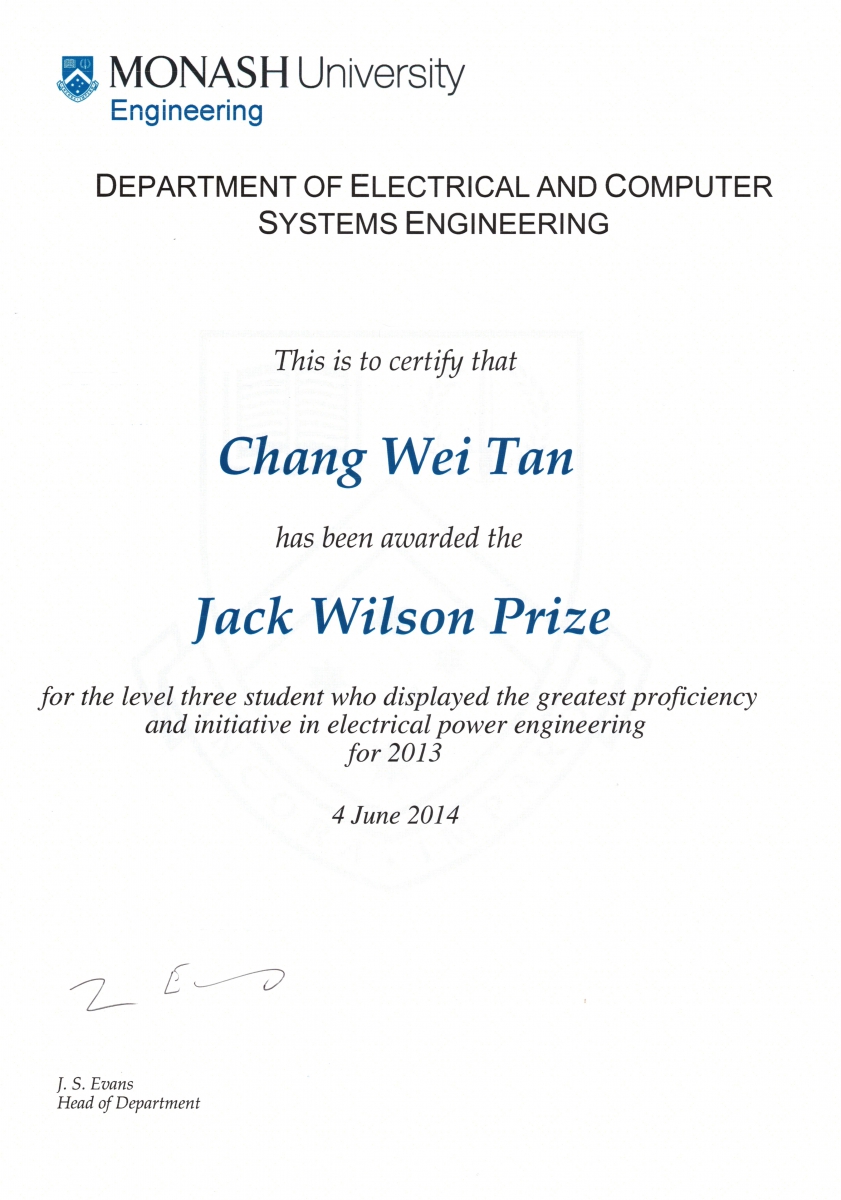 MONASH University
Engineering
DEPARTMENT OF ELECTRICAL AND COMPUTER
SYSTEMS ENGINEERING
This is to certify that
Chang Wei Tan
has been awarded the
Jack Wilson Prize
for the level three student who displayed the greatest proficiency
and initiative in electrical power engineering
for 2013
4 June 2014
J. S. Evans
Head of Department